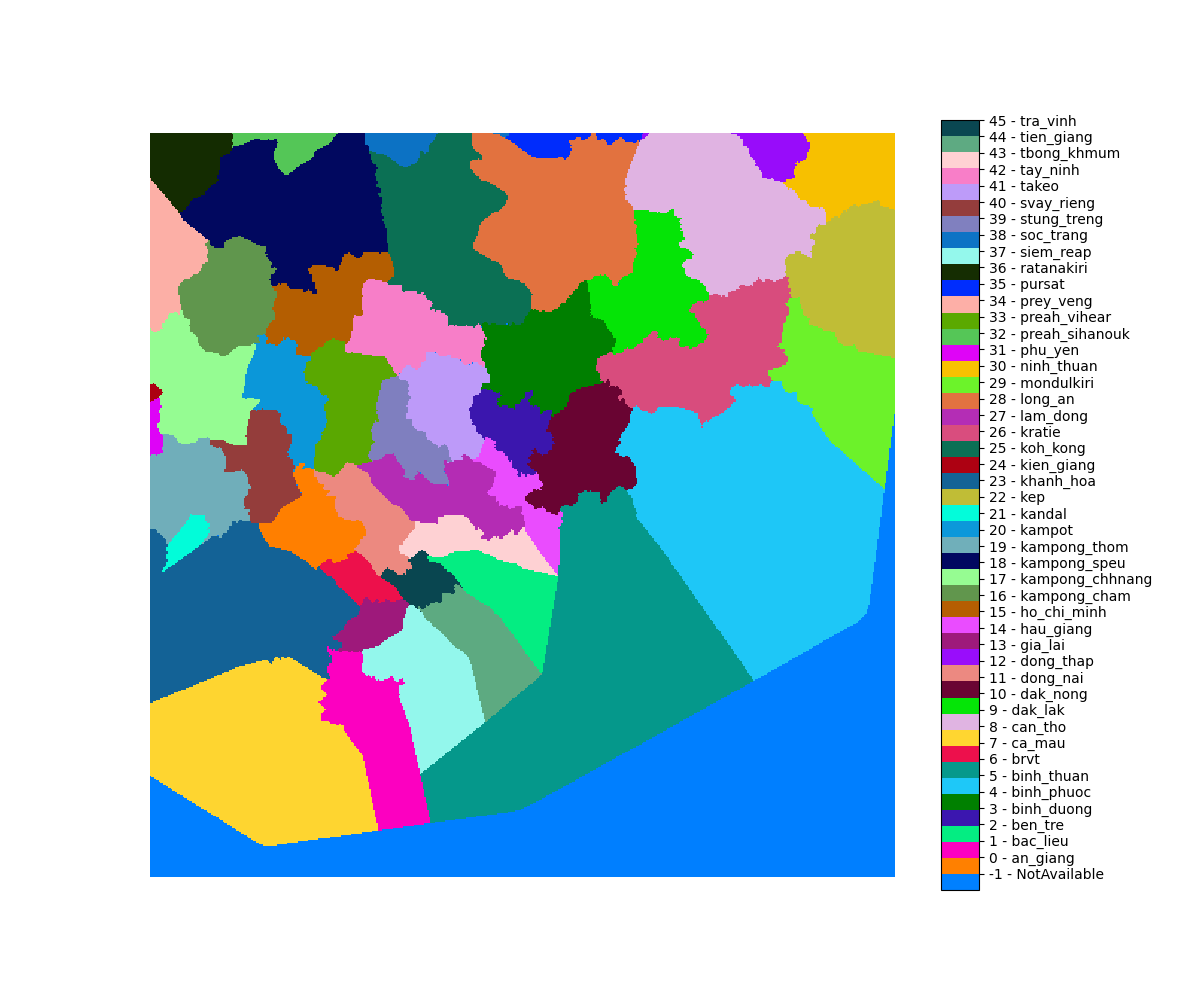 45 - tra_vinh
44 - tien_giang
43 - tbong_khmum
42 - tay_ninh
41 - takeo
40 - svay_rieng
39 - stung_treng
38 - soc_trang
37 - siem_reap
36 - ratanakiri
35 - pursat
34 - prey_veng
33 - preah_vihear
32 - preah_sihanouk
31 - phu_yen
30 - ninh_thuan
29 - mondulkiri
28 - long_an
27 - lam_dong
26 - kratie
25 - koh_kong
24 - kien_giang
23 - khanh_hoa
22 - kep
21 - kandal
20 - kampot
19 - kampong_thom
18 - kampong_speu
17 - kampong_chhnang
16 - kampong_cham
15 - ho_chi_minh
14 - hau_giang
13 - gia_lai
12 - dong_thap
11 - dong_nai
10 - dak_nong
9 - dak_lak
8 - can_tho
7 - ca_mau
6 - brvt
5 - binh_thuan
4 - binh_phuoc
3 - binh_duong
2 - ben_tre
1 - bac_lieu
0 - an_giang
-1 - NotAvailable